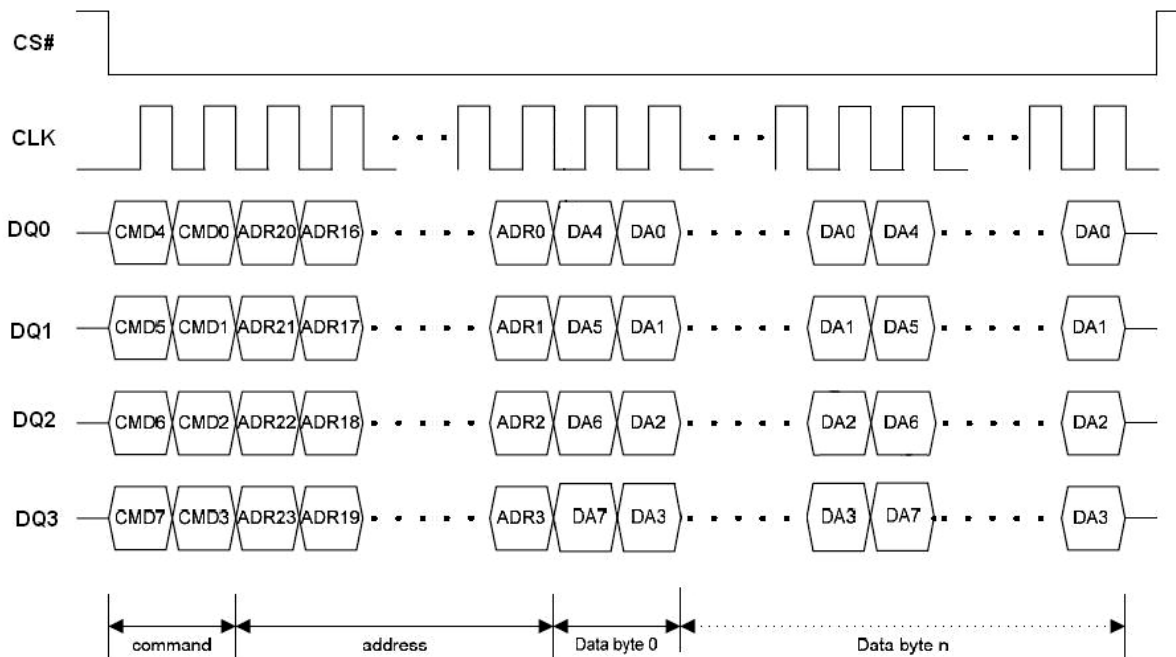 CS#
CLK
DQ0 CMD4 CMD0 ADR20 ADR16 ADR0 DA4 DA0 DA0 DA4 DA0
DQ1 CMD5 CMD1 ADR21 ADR17 ADR1 DA5 DA1 DA1 DA5 DA1
DQ2 CMD6 CMD2 ADR22 ADR18 ADR2 DA6 DA2 DA2 DA6 DA2
DQ3 CMD7 CMD3 ADR23 ADR19 ADR3 DA7 DA3 DA3 DA7 DA3
command address Data byte 0 Data byte n